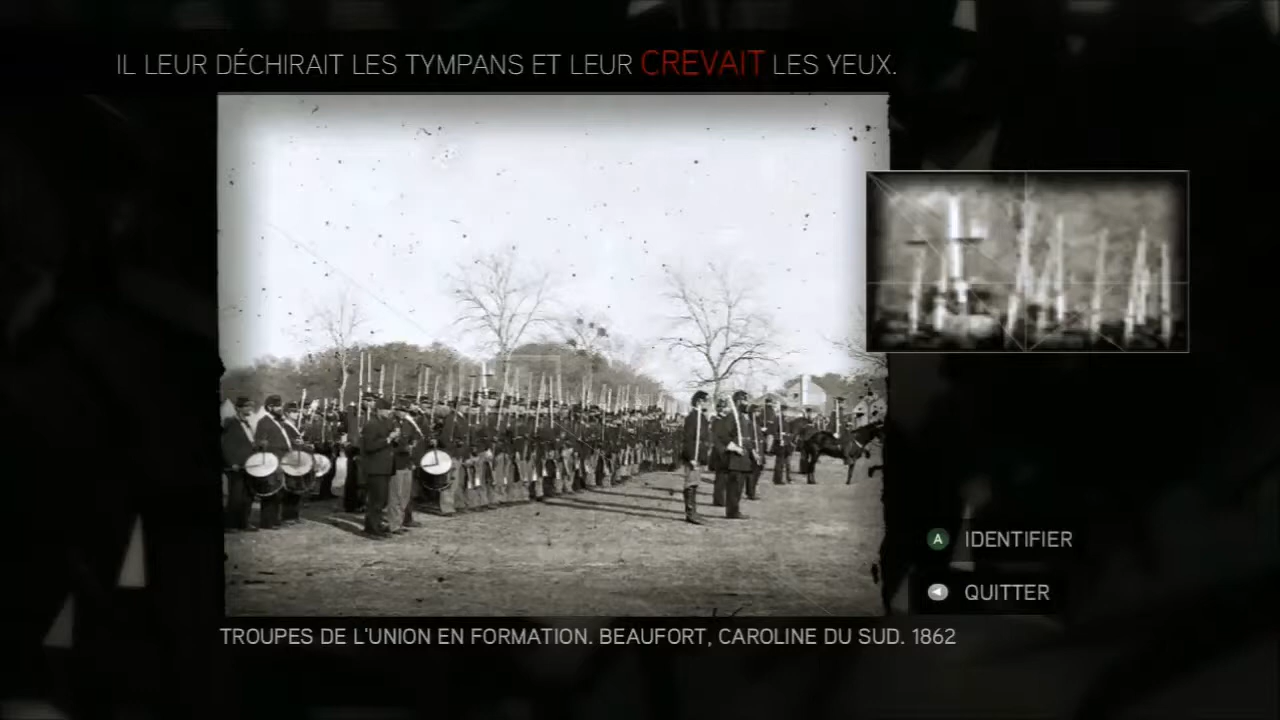 IL LEUR DÉCHIRAIT LES TYMPANS ET LEUR CREVAIT LES YEUX.
A IDENTIFIER
QUITTER
TROUPES DE L'UNION EN FORMATION. BEAUFORT, CAROLINE DU SUD. 1862